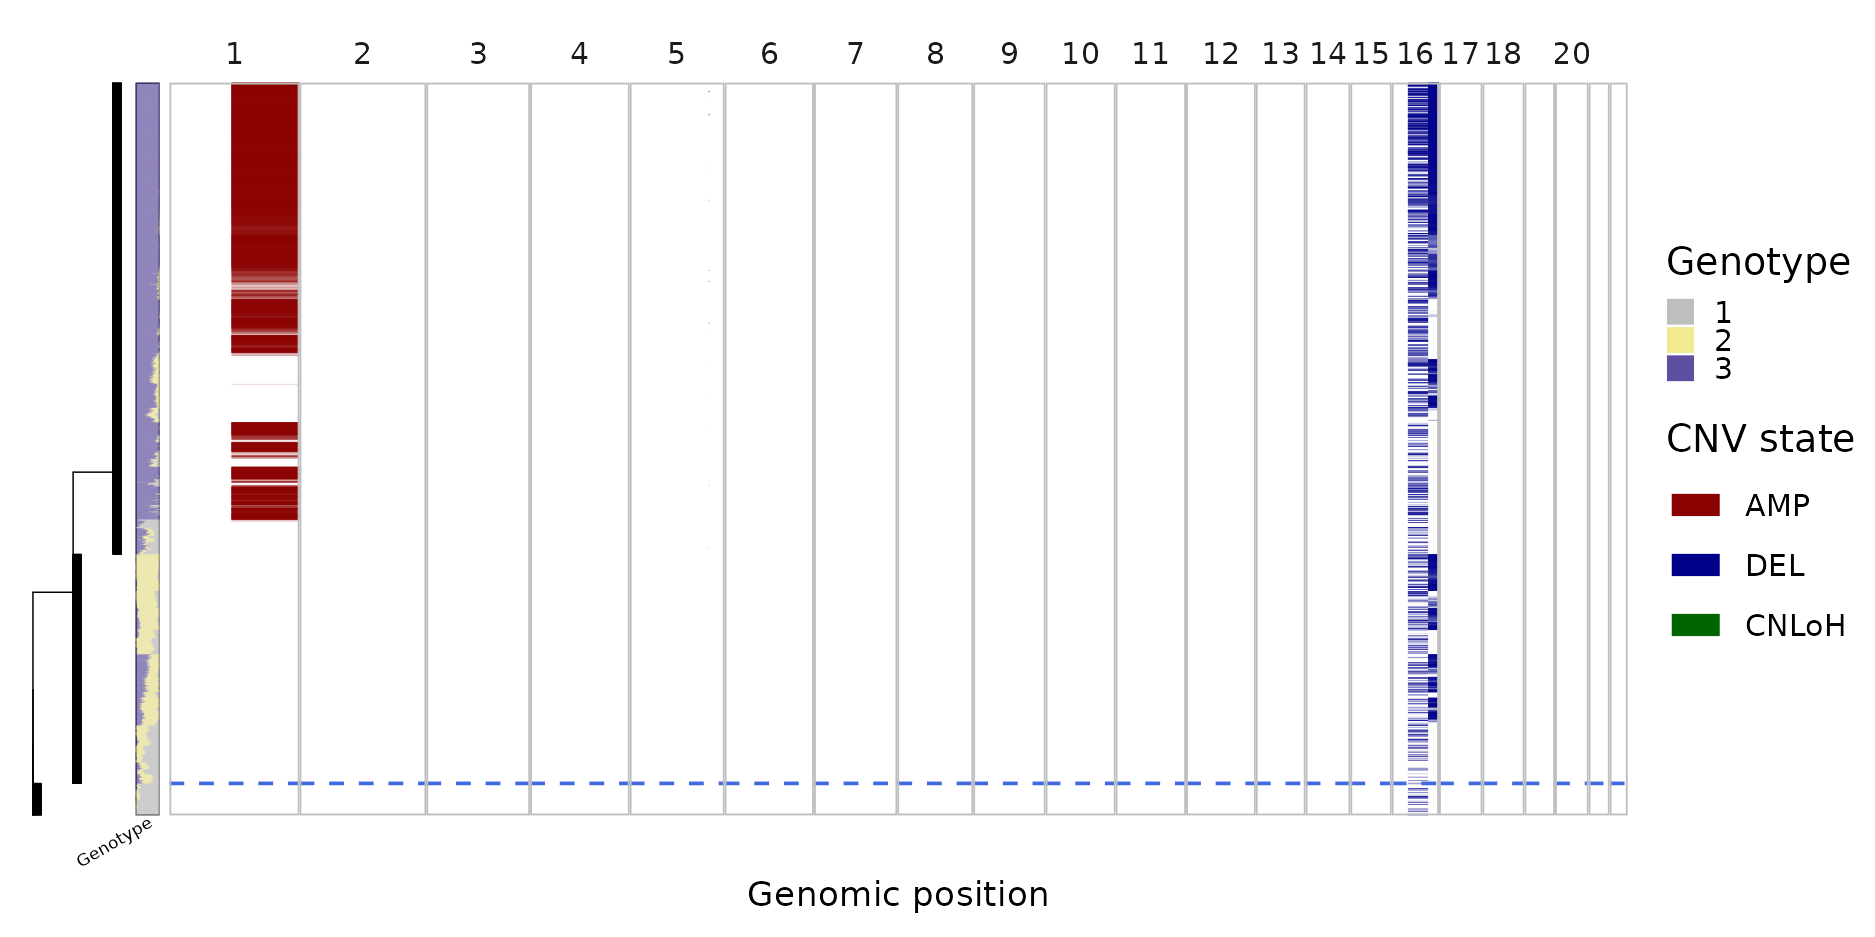 1 2 3 4 5 6 7 8 9 10 11 12 13 14 15 16 17 18 20
Genotype
1
2
3
CNV state
AMP
DEL
CNLoH
Genotype
Genomic position